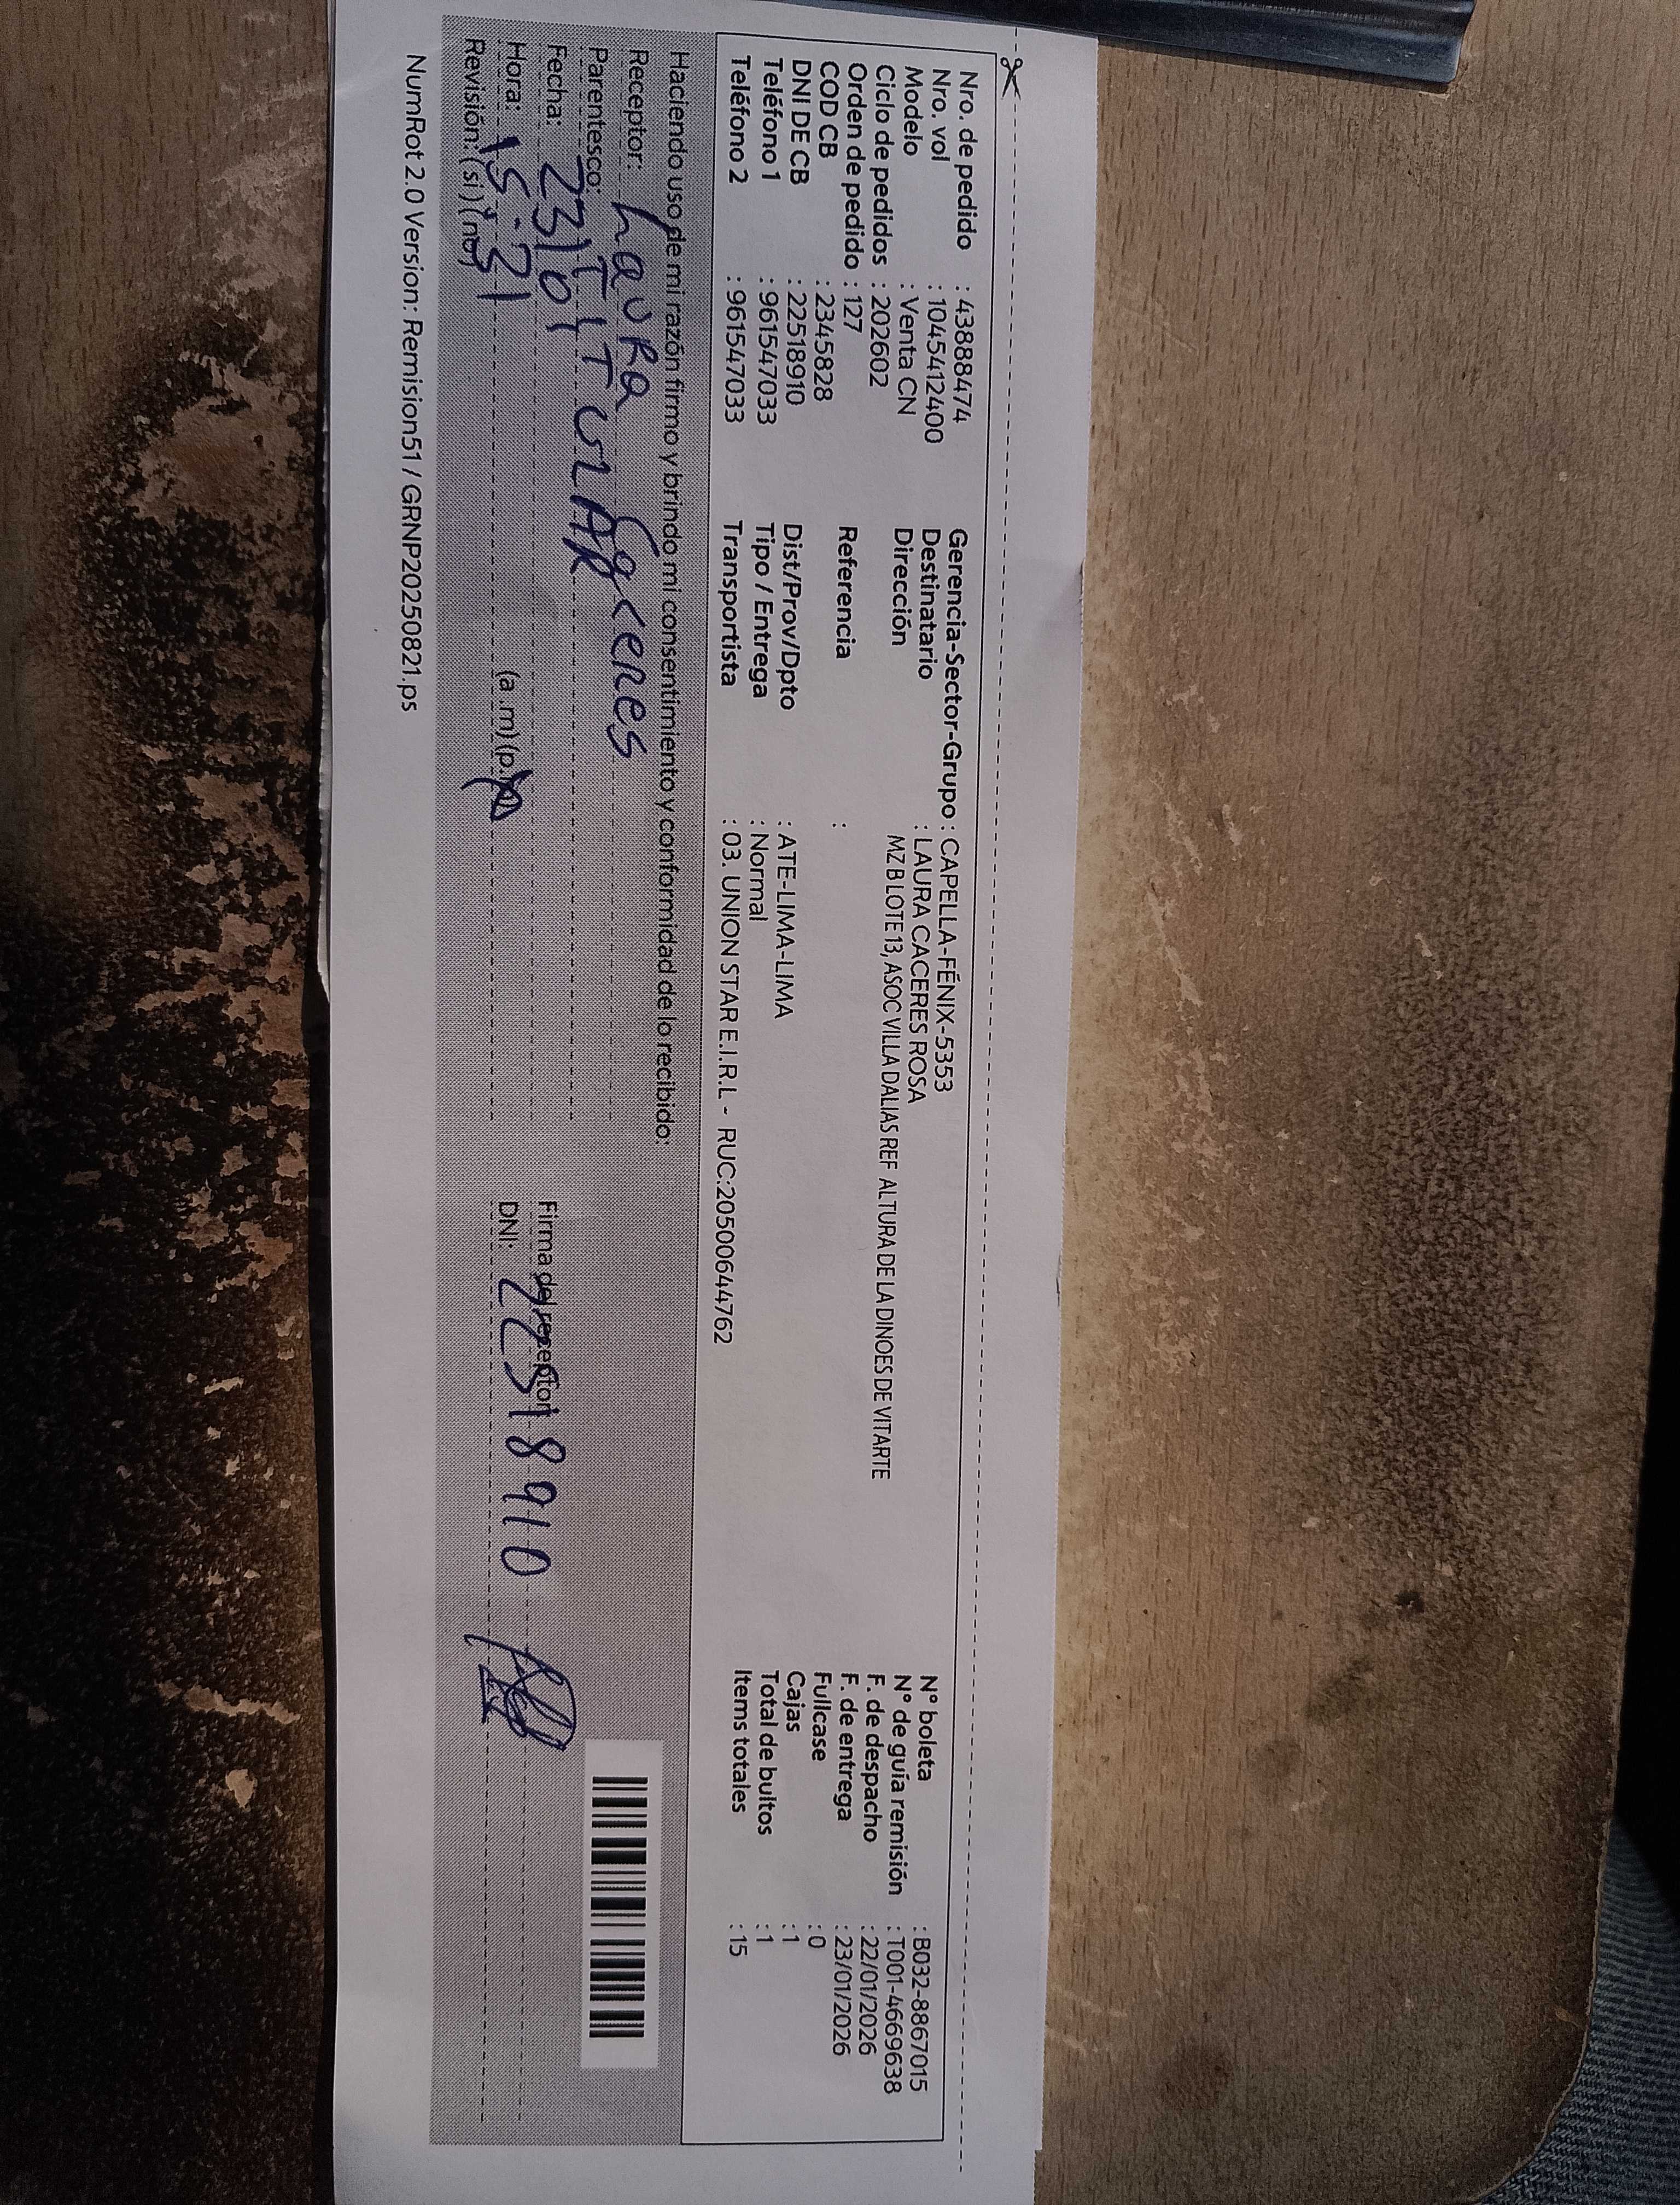 Nro. de pedido : 43888474
Nro. vol : 1045412400
Modelo : Venta CN
Ciclo de pedidos : 202602
Orden de pedido : 127
COD CB : 23458828
DNI DE CB : 22518910
Teléfono 1 : 961547033
Teléfono 2 : 961547033
Gerencia-Sector-Grupo : CAPELLA-FÉNIX-5353
Destinatario : LAURA CACERES ROSA
Dirección MZ B LOTE 13, ASOC VILLA DALIAS REF ALTURA DE LA DINOES DE VITARTE
Referencia :
Dist/Prov/Dpto : ATE-LIMA-LIMA
Tipo / Entrega : Normal
Transportista : 03. UNION STAR E.I.R.L - RUC:20500644762
N° boleta : B032-8867015
N° de guía remisión : T001-4669638
F. de despacho : 22/01/2026
F. de entrega : 23/01/2026
Fullcase : 0
Cajas : 1
Total de bultos : 1
Items totales : 15
Haciendo uso de mi razón firmo y brindo mi consentimiento y conformidad de lo recibido:
Receptor: Laura Caceres
Parentesco: TITULAR
Fecha: 23/01
Hora: 15:31 (a.m) (p.m)
Revisión: (si) (no)
Firma del receptor
DNI: 22518910
NumRot 2.0 Version: Remision51 / GRNP20250821.ps